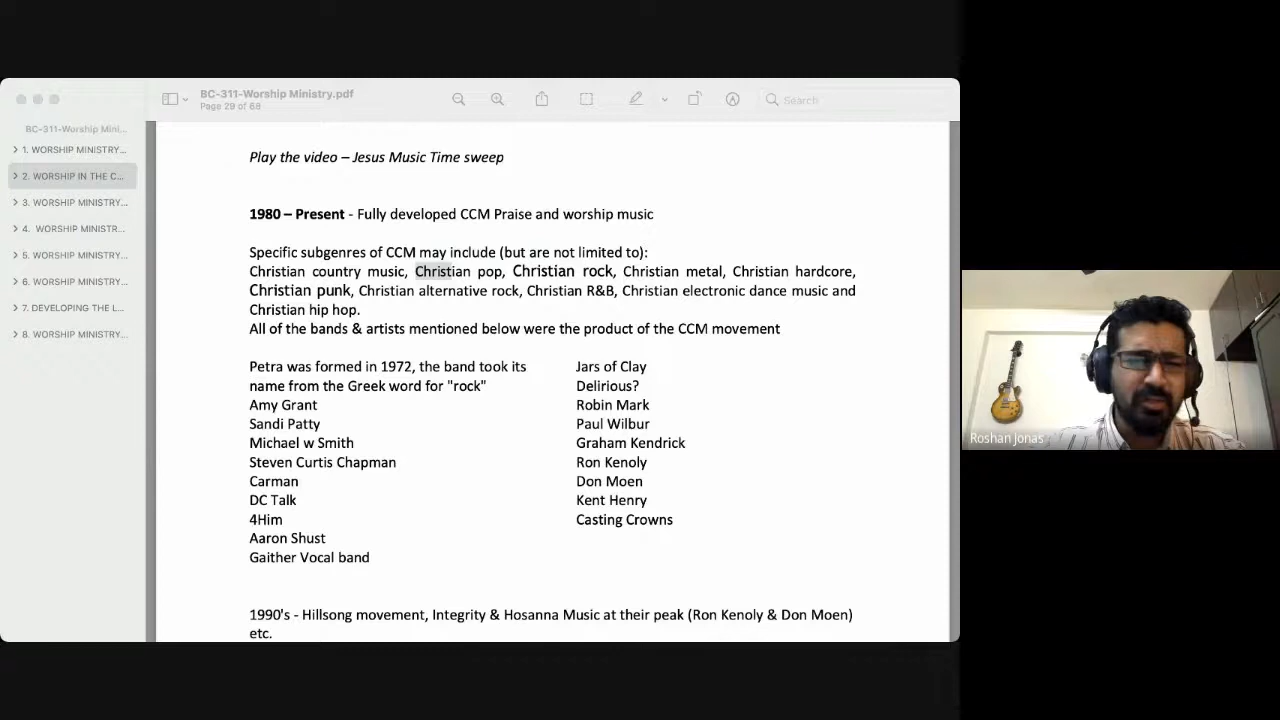 BC-311-Worship Ministry.pdf
Page 29 of 68
Search
BC-311-Worship Mini...
1. WORSHIP MINISTRY...
2. WORSHIP IN THE C...
3. WORSHIP MINISTRY...
4. WORSHIP MINISTR...
5. WORSHIP MINISTRY...
6. WORSHIP MINISTRY...
7. DEVELOPING THE L...
8. WORSHIP MINISTRY...
Play the video – Jesus Music Time sweep
1980 – Present - Fully developed CCM Praise and worship music
Specific subgenres of CCM may include (but are not limited to):
Christian country music, Christian pop, Christian rock, Christian metal, Christian hardcore,
Christian punk, Christian alternative rock, Christian R&B, Christian electronic dance music and
Christian hip hop.
All of the bands & artists mentioned below were the product of the CCM movement
Petra was formed in 1972, the band took its
name from the Greek word for "rock"
Amy Grant
Sandi Patty
Michael w Smith
Steven Curtis Chapman
Carman
DC Talk
4Him
Aaron Shust
Gaither Vocal band
Jars of Clay
Delirious?
Robin Mark
Paul Wilbur
Graham Kendrick
Ron Kenoly
Don Moen
Kent Henry
Casting Crowns
1990's - Hillsong movement, Integrity & Hosanna Music at their peak (Ron Kenoly & Don Moen)
etc.
Roshan Jonas